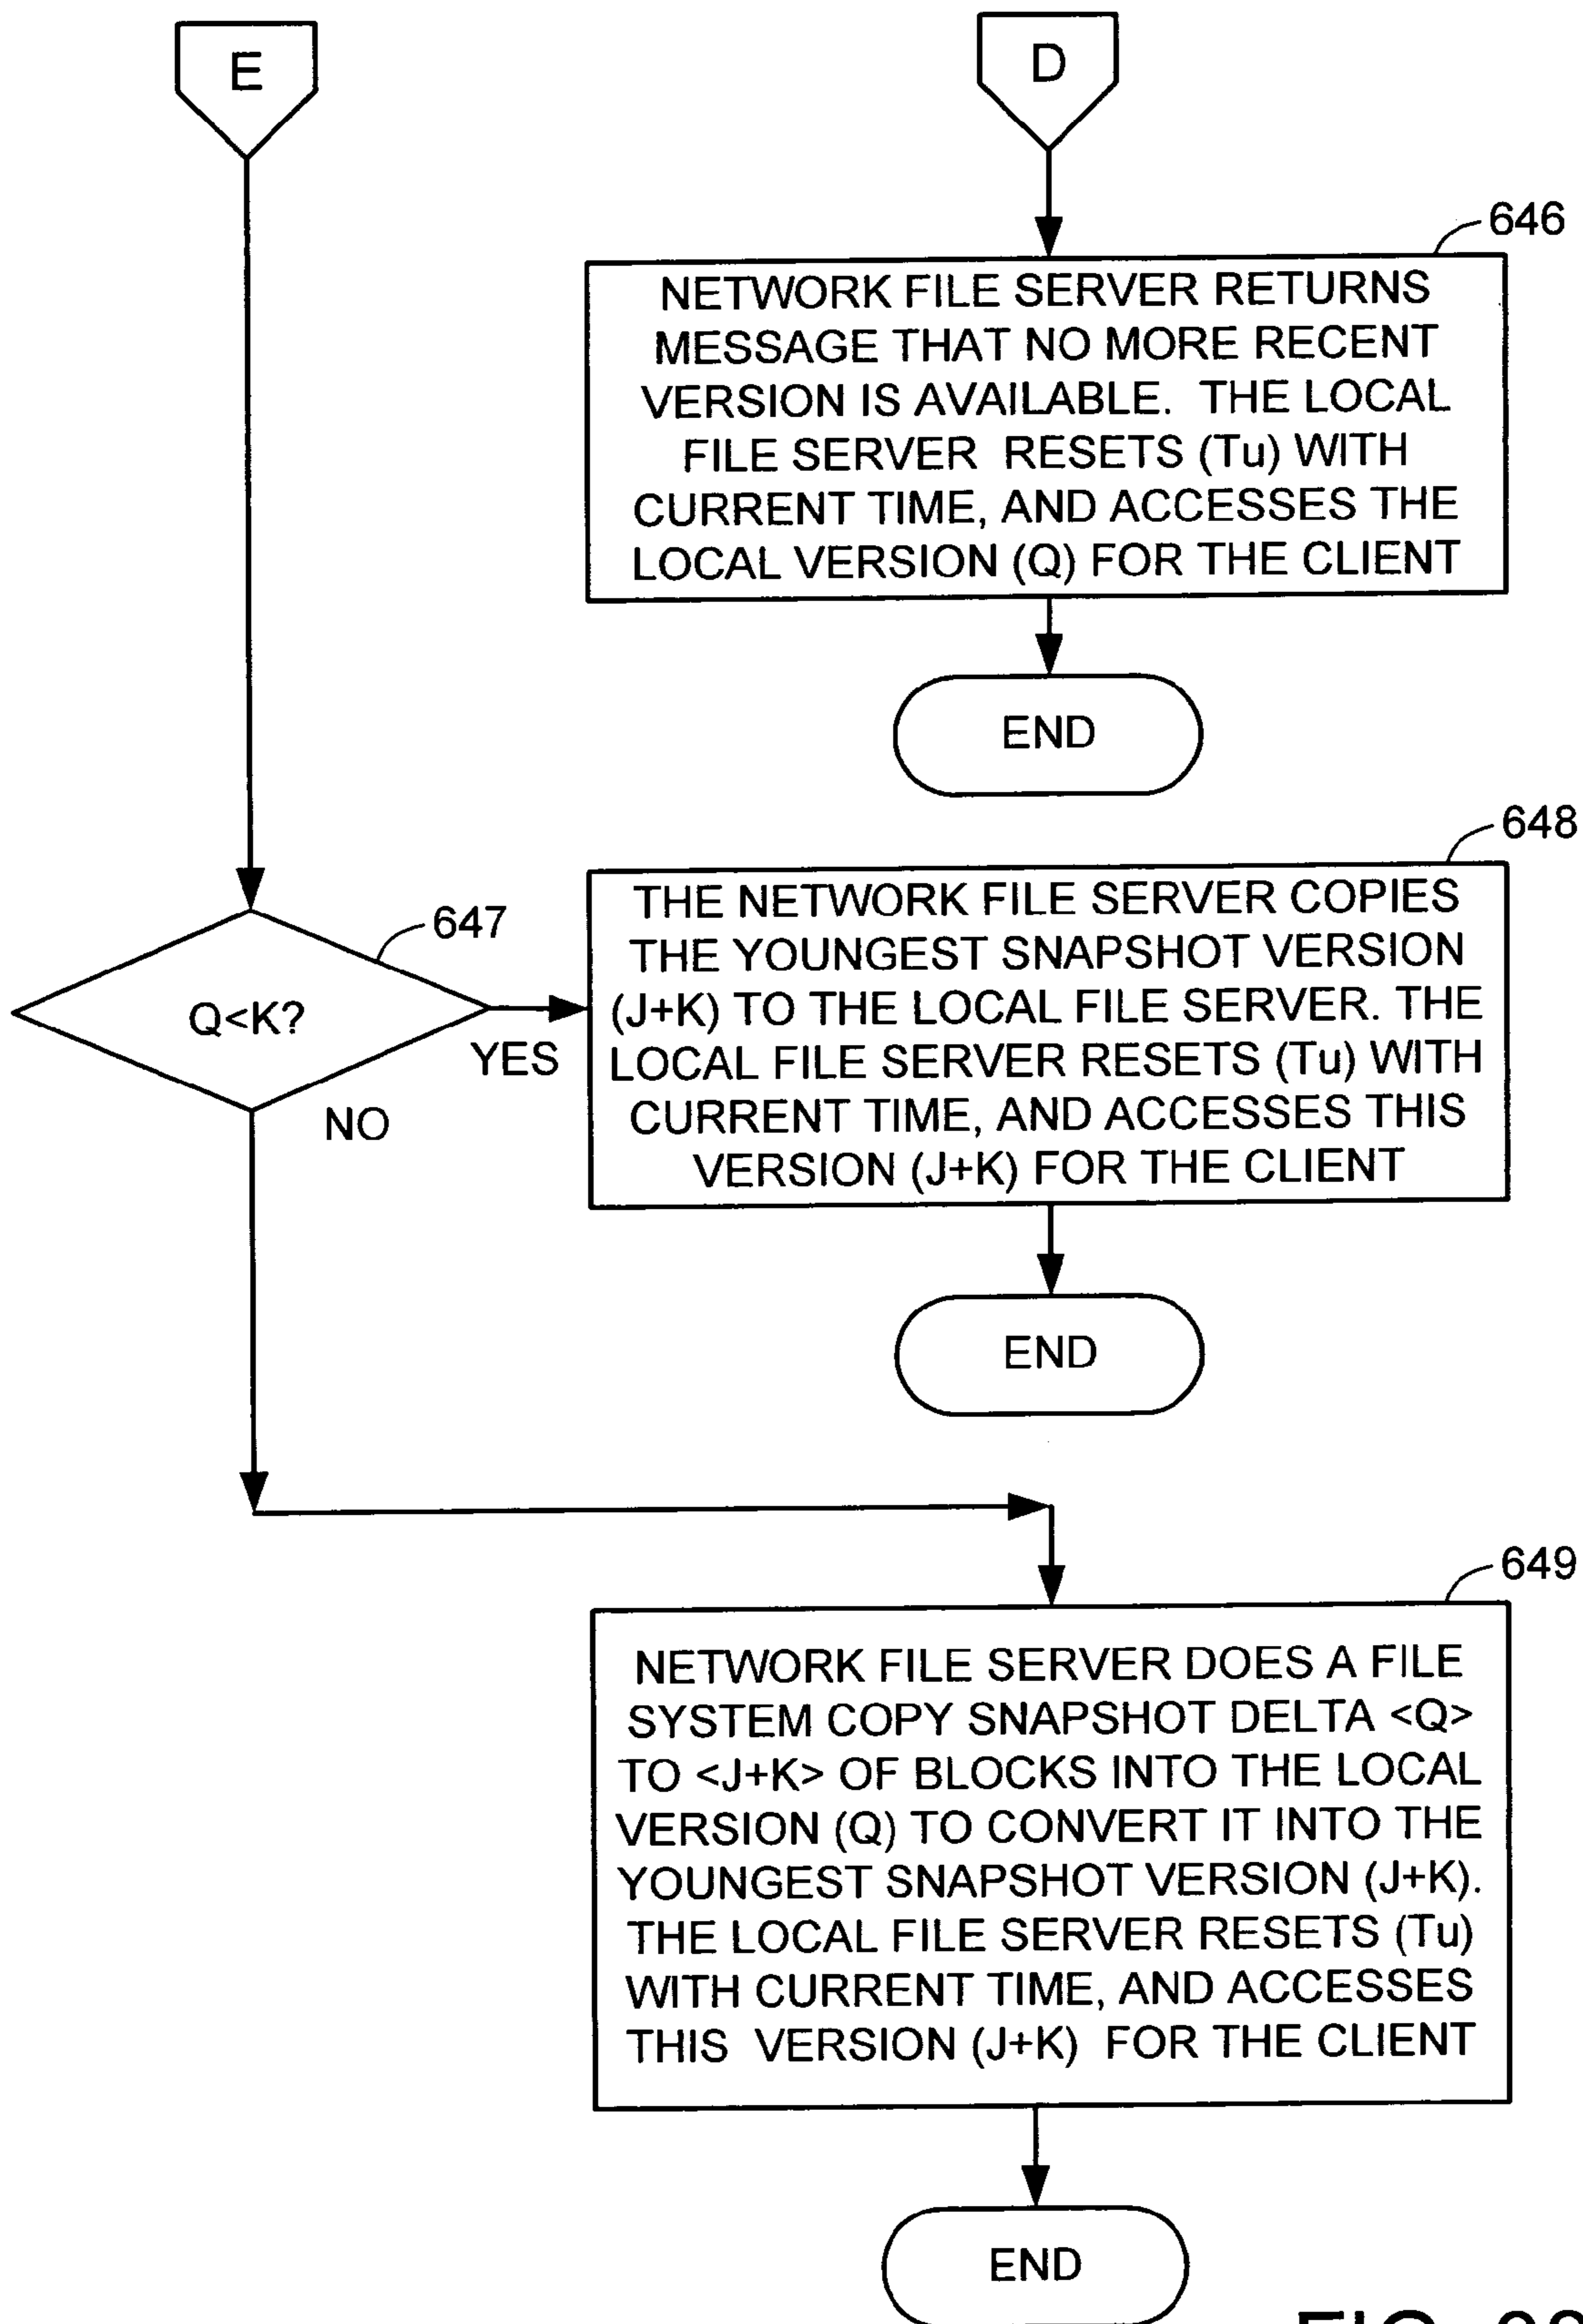 E
D
646
NETWORK FILE SERVER RETURNS
MESSAGE THAT NO MORE RECENT
VERSION IS AVAILABLE. THE LOCAL
FILE SERVER RESETS (Tu) WITH
CURRENT TIME, AND ACCESSES THE
LOCAL VERSION (Q) FOR THE CLIENT
END
648
647
THE NETWORK FILE SERVER COPIES
THE YOUNGEST SNAPSHOT VERSION
(J+K) TO THE LOCAL FILE SERVER. THE
LOCAL FILE SERVER RESETS (Tu) WITH
CURRENT TIME, AND ACCESSES THIS
VERSION (J+K) FOR THE CLIENT
Q<K?
YES
NO
END
649
NETWORK FILE SERVER DOES A FILE
SYSTEM COPY SNAPSHOT DELTA <Q>
TO <J+K> OF BLOCKS INTO THE LOCAL
VERSION (Q) TO CONVERT IT INTO THE
YOUNGEST SNAPSHOT VERSION (J+K).
THE LOCAL FILE SERVER RESETS (Tu)
WITH CURRENT TIME, AND ACCESSES
THIS VERSION (J+K) FOR THE CLIENT
END
FIG.